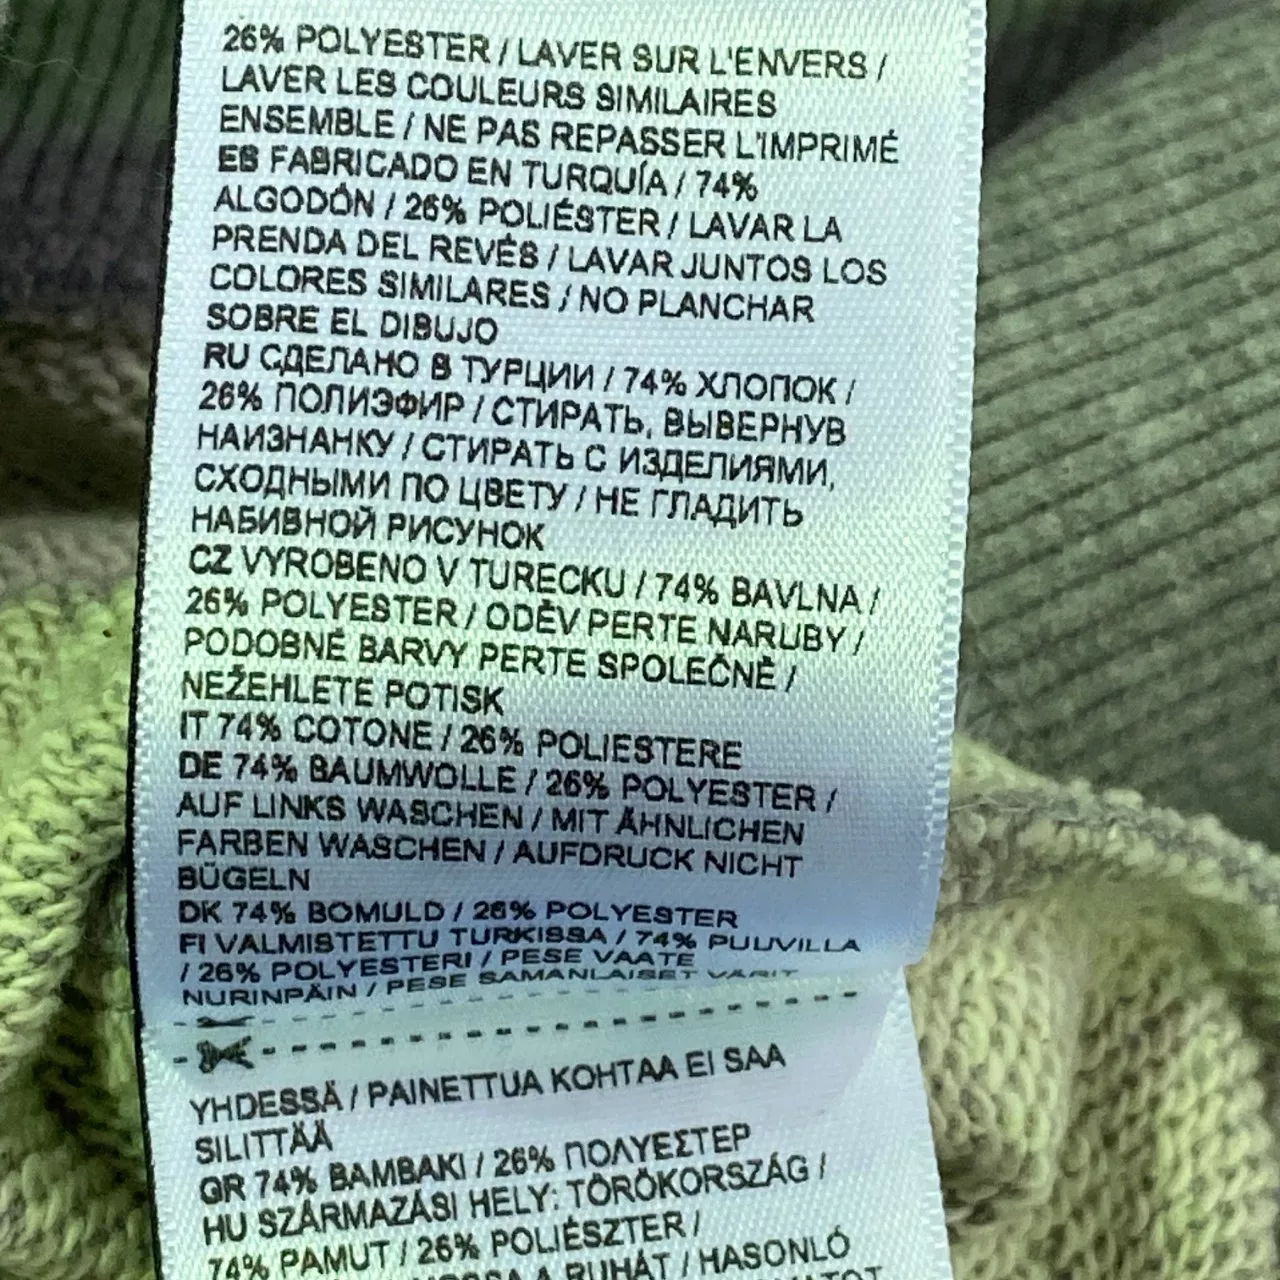 26% POLYESTER / LAVER SUR L'ENVERS /
LAVER LES COULEURS SIMILAIRES
ENSEMBLE / NE PAS REPASSER L'IMPRIMÉ
ES FABRICADO EN TURQUÍA / 74%
ALGODÓN / 26% POLIÉSTER / LAVAR LA
PRENDA DEL REVÉS / LAVAR JUNTOS LOS
COLORES SIMILARES / NO PLANCHAR
SOBRE EL DIBUJO
RU СДЕЛАНО В ТУРЦИИ / 74% ХЛОПОК /
26% ПОЛИЭФИР / СТИРАТЬ, ВЫВЕРНУВ
НАИЗНАНКУ / СТИРАТЬ С ИЗДЕЛИЯМИ,
СХОДНЫМИ ПО ЦВЕТУ / НЕ ГЛАДИТЬ
НАБИВНОЙ РИСУНОК
CZ VYROBENO V TURECKU / 74% BAVLNA /
26% POLYESTER / ODĚV PERTE NARUBY /
PODOBNÉ BARVY PERTE SPOLEČNĚ /
NEŽEHLETE POTISK
IT 74% COTONE / 26% POLIESTERE
DE 74% BAUMWOLLE / 26% POLYESTER /
AUF LINKS WASCHEN / MIT ÄHNLICHEN
FARBEN WASCHEN / AUFDRUCK NICHT
BÜGELN
DK 74% BOMULD / 26% POLYESTER
FI VALMISTETTU TURKISSA / 74% PUUVILLA
/ 26% POLYESTERI / PESE VAATE
NURINPÄIN / PESE SAMANLAISET VÄRIT
YHDESSÄ / PAINETTUA KOHTAA EI SAA
SILITTÄÄ
GR 74% ΒΑΜΒΑΚΙ / 26% ΠΟΛΥΕΣΤΕΡ
HU SZÁRMAZÁSI HELY: TÖRÖKORSZÁG /
74% PAMUT / 26% POLIÉSZTER /
A RUHÁT / HASONLÓ